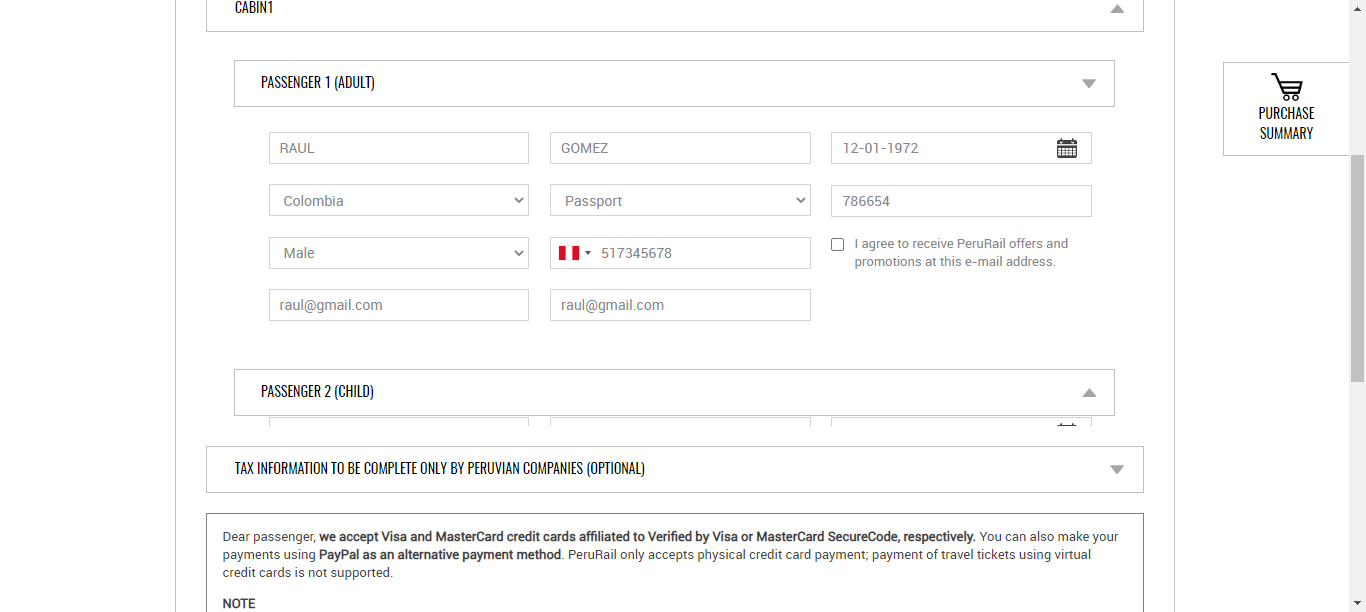 CABIN1
PASSENGER 1 (ADULT)
RAUL
GOMEZ
12-01-1972
Colombia
Passport
786654
Male
517345678
I agree to receive PeruRail offers and
promotions at this e-mail address.
raul@gmail.com
raul@gmail.com
PURCHASE
SUMMARY
PASSENGER 2 (CHILD)
TAX INFORMATION TO BE COMPLETE ONLY BY PERUVIAN COMPANIES (OPTIONAL)
Dear passenger, we accept Visa and MasterCard credit cards affiliated to Verified by Visa or MasterCard SecureCode, respectively. You can also make your
payments using PayPal as an alternative payment method. PeruRail only accepts physical credit card payment; payment of travel tickets using virtual
credit cards is not supported.
NOTE